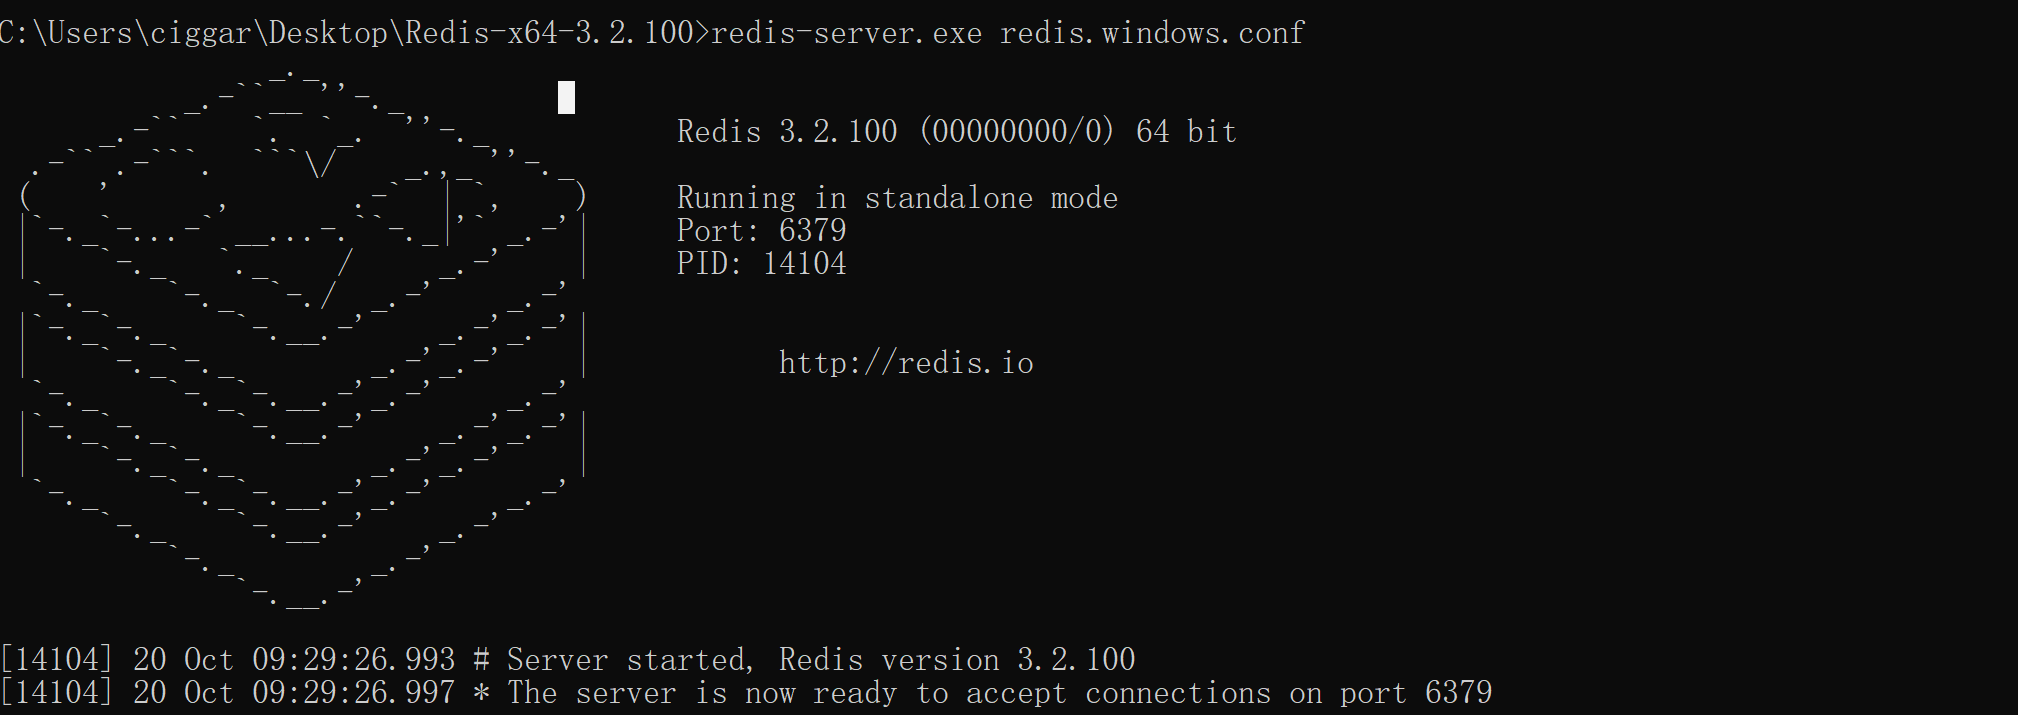 C:\Users\ciggar\Desktop\Redis-x64-3.2.100>redis-server.exe redis.windows.conf
Redis 3.2.100 (00000000/0) 64 bit
Running in standalone mode
Port: 6379
PID: 14104
http://redis.io
[14104] 20 Oct 09:29:26.993 # Server started, Redis version 3.2.100
[14104] 20 Oct 09:29:26.997 * The server is now ready to accept connections on port 6379